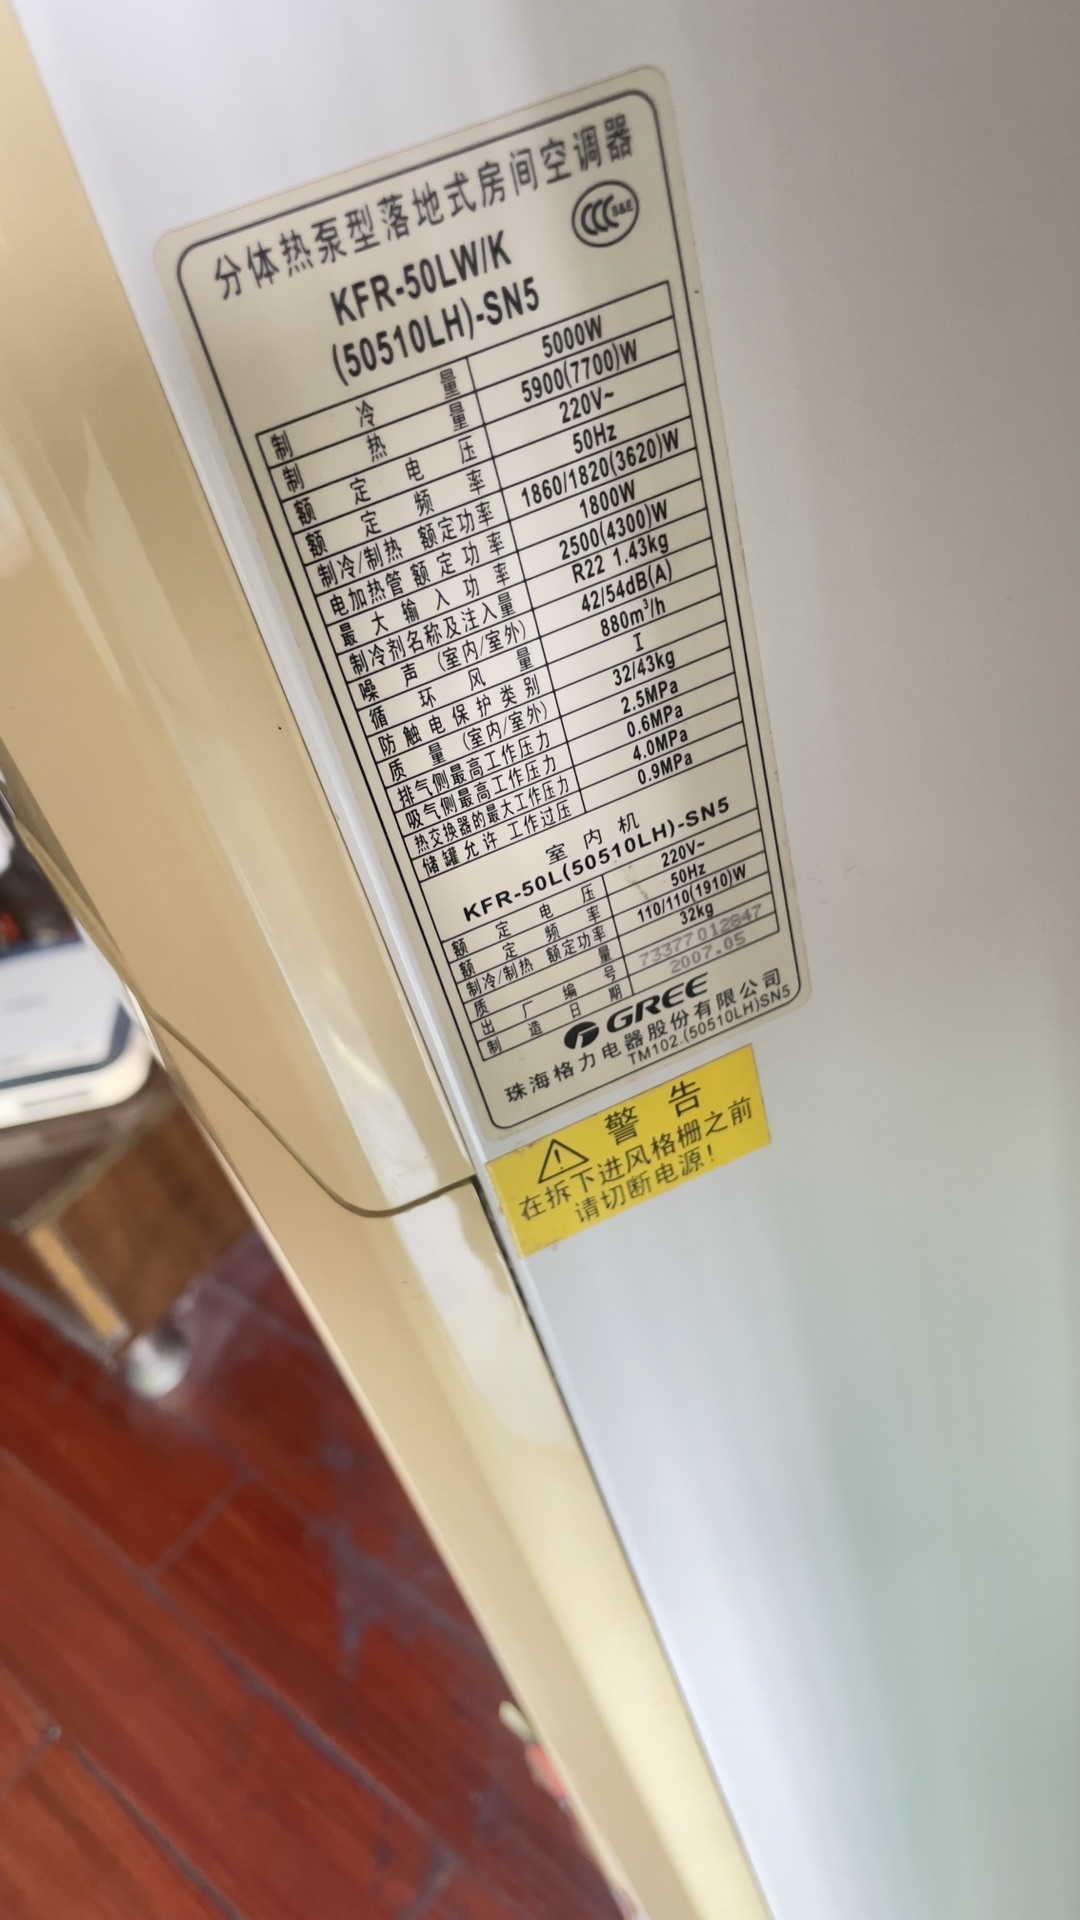 分体热泵型落地式房间空调器
S&E
KFR-50LW/K
(50510LH)-SN5
制冷量 5000W
制热量 5900(7700)W
额定电压 220V~
额定频率 50Hz
制冷/制热 额定功率 1860/1820(3620)W
电加热管额定功率 1800W
最大输入功率 2500(4300)W
制冷剂名称及注入量 R22 1.43kg
噪声(室内/室外) 42/54dB(A)
循环风量 880m³/h
防触电保护类别 I
质量(室内/室外) 32/43kg
排气侧最高工作压力 2.5MPa
吸气侧最高工作压力 0.6MPa
热交换器的最大工作压力 4.0MPa
储罐允许工作过压 0.9MPa
室内机
KFR-50L(50510LH)-SN5
额定电压 220V~
额定频率 50Hz
制冷/制热 额定功率 110/110(1910)W
质量 32kg
出厂编号 73377012847
制造日期 2007.05
GREE
珠海格力电器股份有限公司
TM102.(50510LH)SN5
警告
在拆下进风格栅之前
请切断电源!